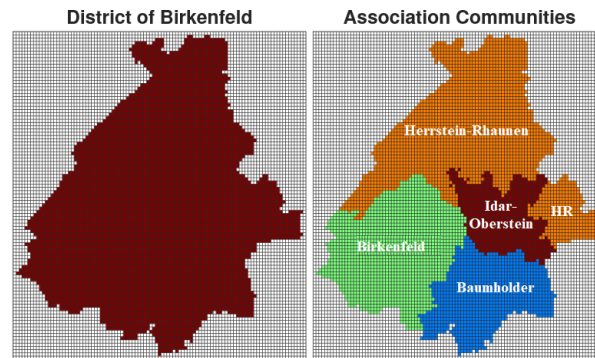 District of Birkenfeld
Association Communities
Herrstein-Rhaunen
Idar-
Oberstein
HR
Birkenfeld
Baumholder